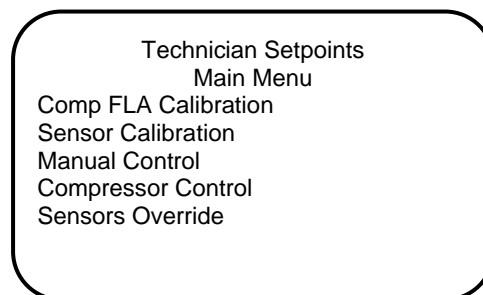 Technician Setpoints
Main Menu
Comp FLA Calibration
Sensor Calibration
Manual Control
Compressor Control
Sensors Override